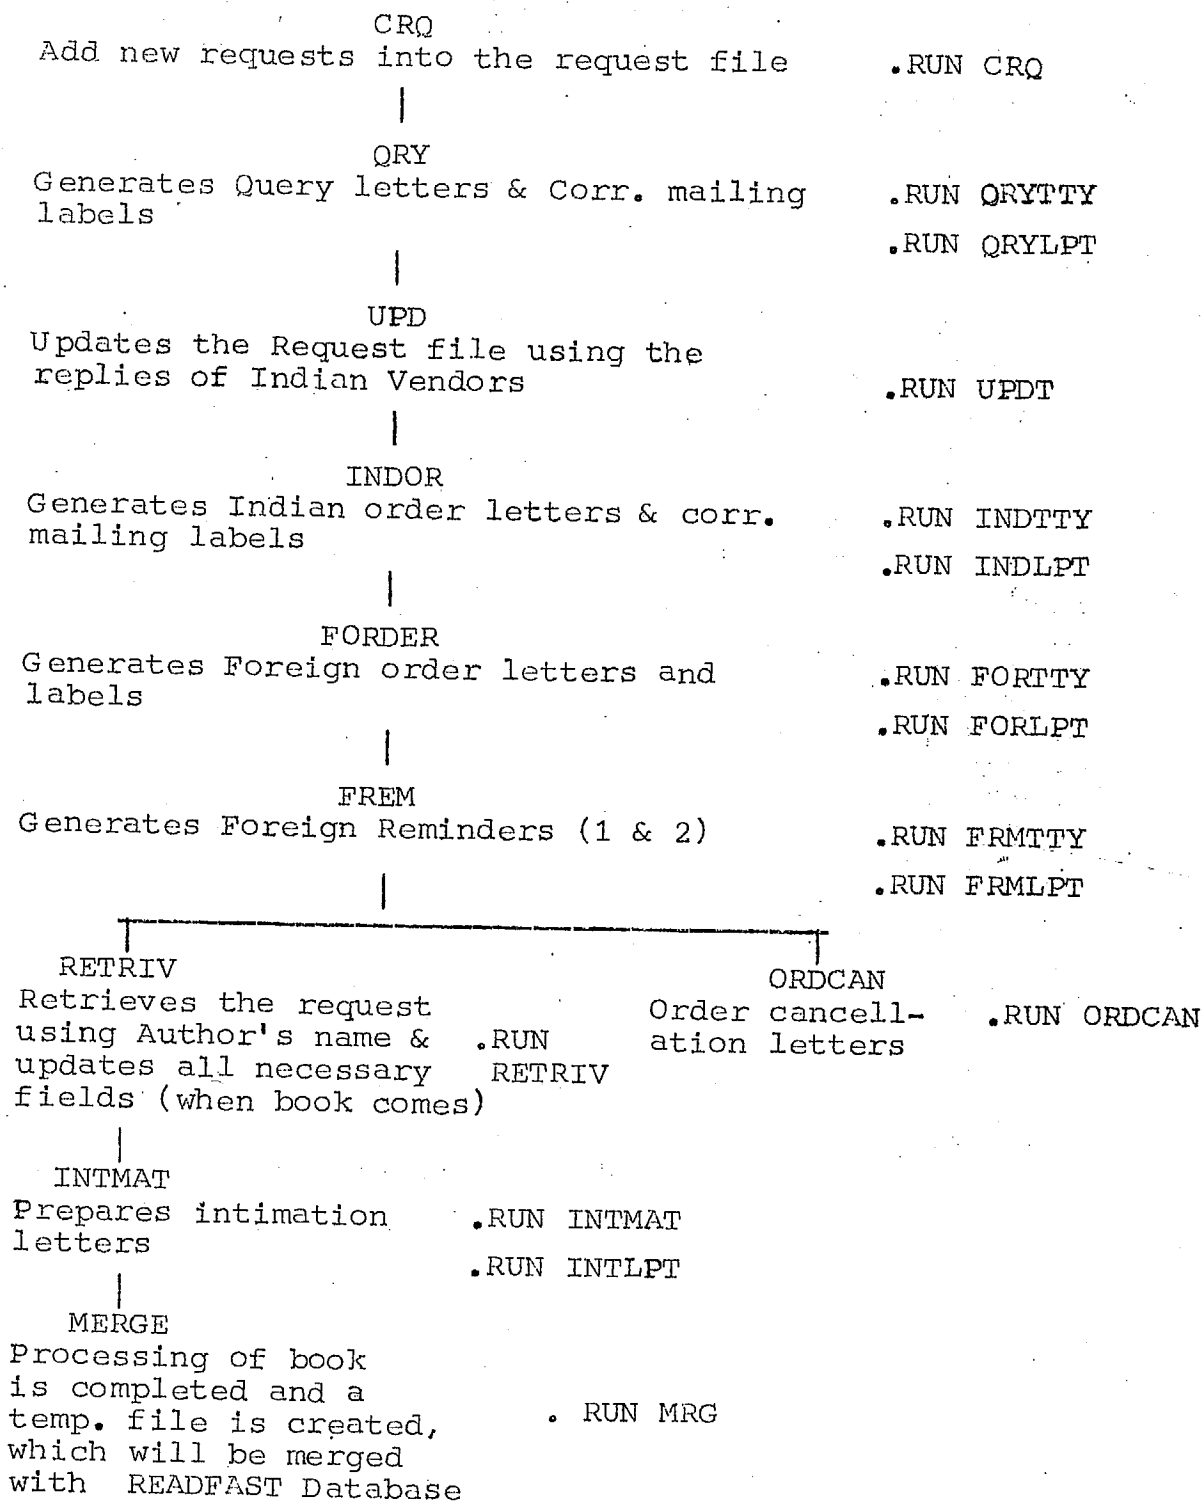 CRQ
Add new requests into the request file .RUN CRQ
QRY
Generates Query letters & Corr. mailing .RUN QRYTTY
labels
.RUN QRYLPT
UPD
Updates the Request file using the
replies of Indian Vendors .RUN UPDT
INDOR
Generates Indian order letters & corr. .RUN INDTTY
mailing labels
.RUN INDLPT
FORDER
Generates Foreign order letters and .RUN FORTTY
labels
.RUN FORLPT
FREM
Generates Foreign Reminders (1 & 2) .RUN FRMTTY
.RUN FRMLPT
RETRIV
Retrieves the request
using Author's name & .RUN
updates all necessary RETRIV
fields (when book comes)
ORDCAN
Order cancell- .RUN ORDCAN
ation letters
INTMAT
Prepares intimation .RUN INTMAT
letters
.RUN INTLPT
MERGE
Processing of book
is completed and a
temp. file is created, . RUN MRG
which will be merged
with READFAST Database